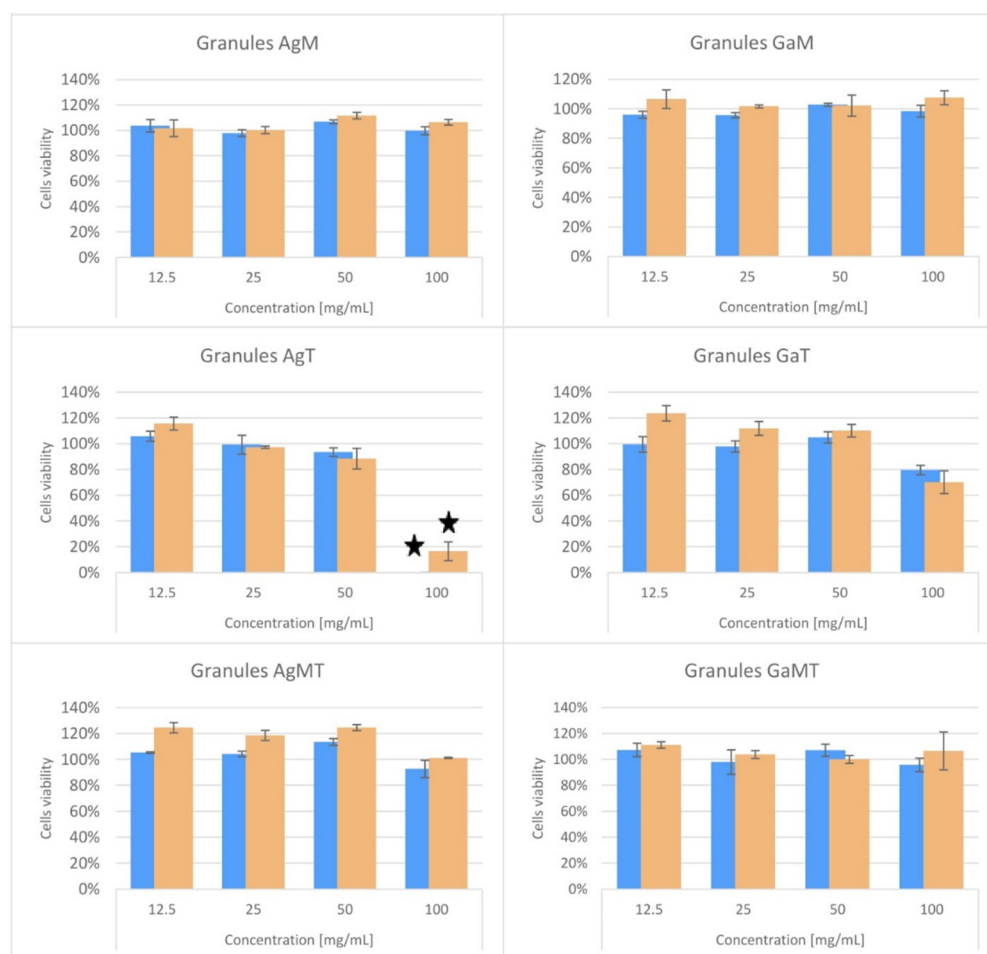 Granules AgM
140%
120%
100%
80%
60%
40%
20%
0%
Cells viability
12.5 25 50 100
Concentration [mg/mL]
Granules GaM
120%
100%
80%
60%
40%
20%
0%
Cells viability
12.5 25 50 100
Concentration [mg/mL]
Granules AgT
140%
120%
100%
80%
60%
40%
20%
0%
Cells viability
12.5 25 50 100
Concentration [mg/mL]
Granules GaT
140%
120%
100%
80%
60%
40%
20%
0%
Cells viability
12.5 25 50 100
Concentration [mg/mL]
Granules AgMT
140%
120%
100%
80%
60%
40%
20%
0%
Cells viability
12.5 25 50 100
Concentration [mg/mL]
Granules GaMT
140%
120%
100%
80%
60%
40%
20%
0%
Cells viability
12.5 25 50 100
Concentration [mg/mL]